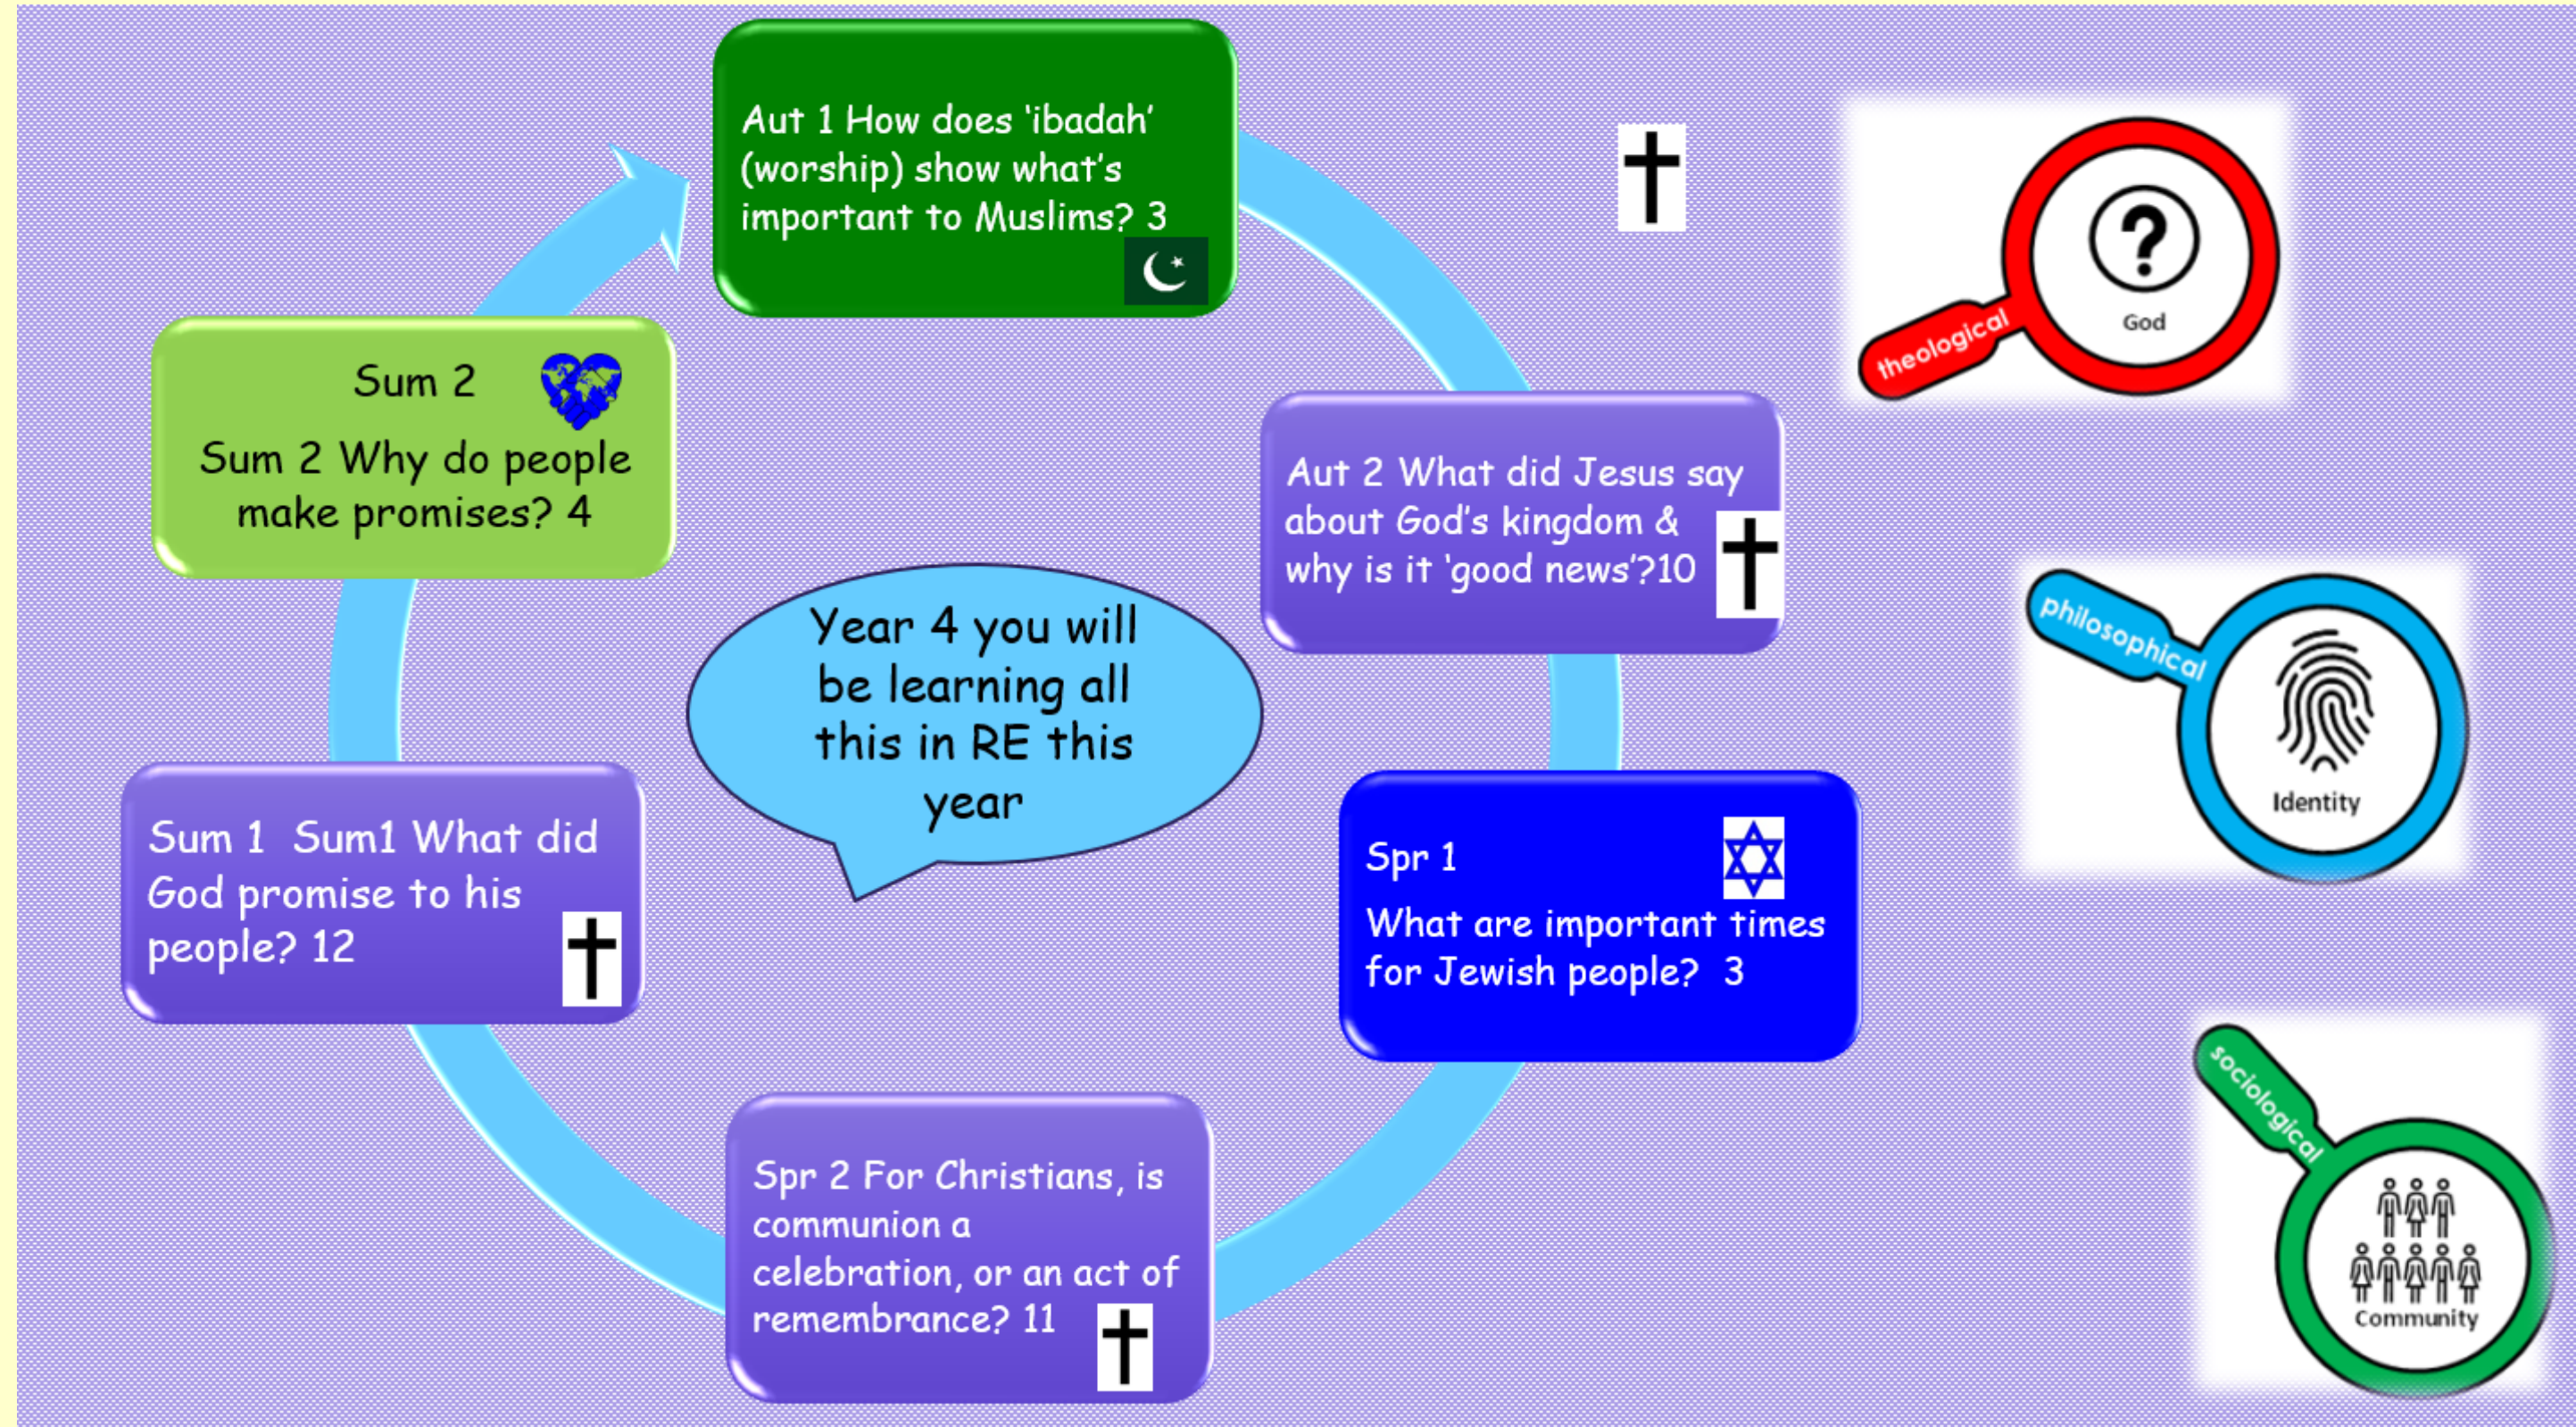 Aut 1 How does ‘ibadah’
(worship) show what’s
important to Muslims? 3
Aut 2 What did Jesus say
about God’s kingdom &
why is it ‘good news’?10
Spr 1
What are important times
for Jewish people? 3
Spr 2 For Christians, is
communion a
celebration, or an act of
remembrance? 11
Sum 1 Sum1 What did
God promise to his
people? 12
Sum 2
Sum 2 Why do people
make promises? 4
Year 4 you will
be learning all
this in RE this
year
theological
?
God
philosophical
Identity
sociological
Community